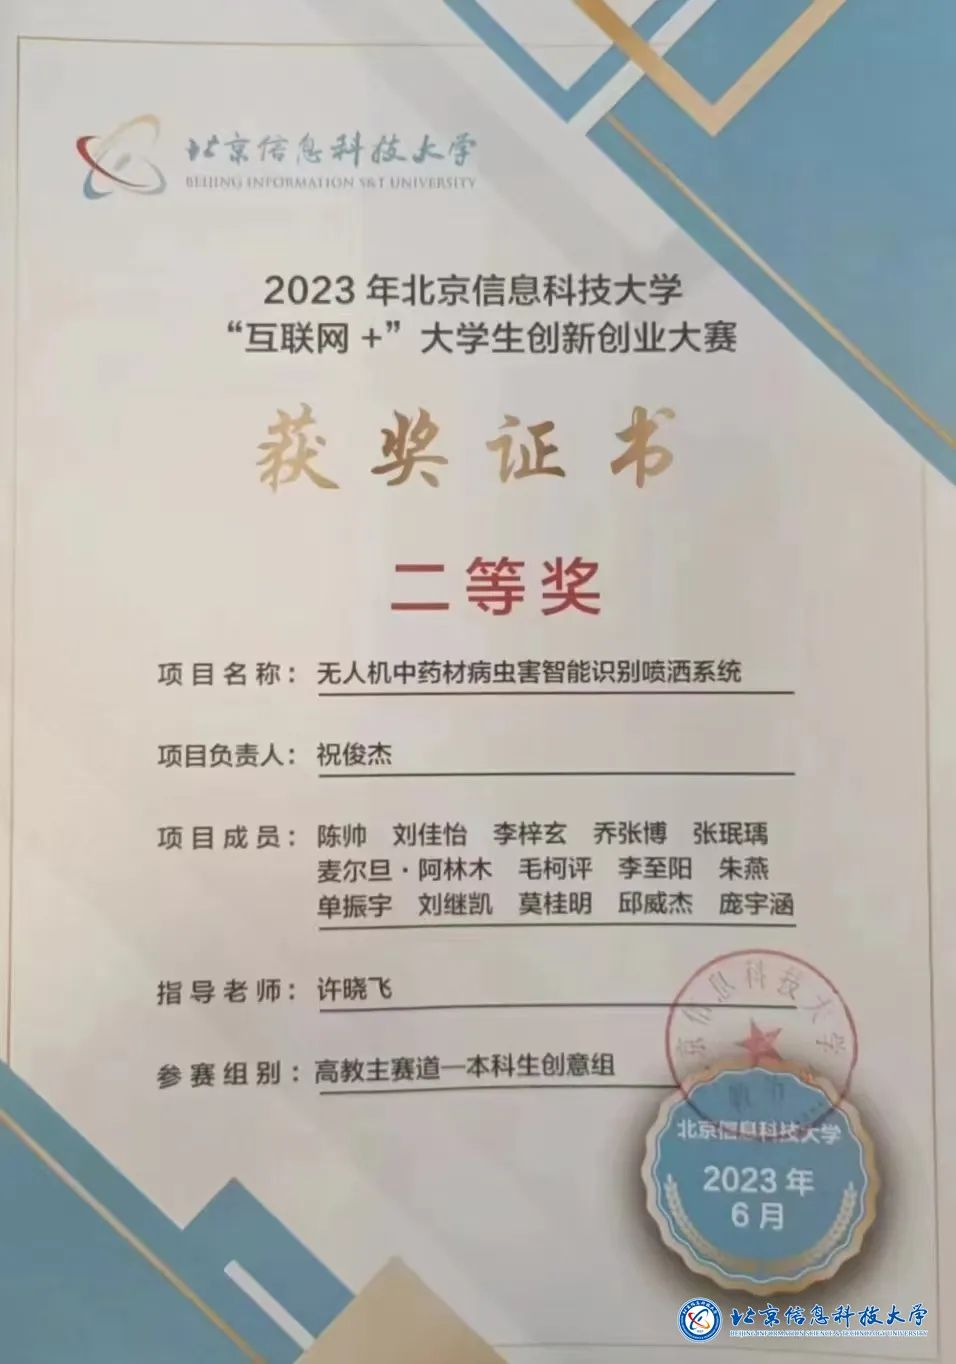 北京信息科技大学
BEIJING INFORMATION S&T UNIVERSITY
2023 年北京信息科技大学
“互联网 +”大学生创新创业大赛
获奖证书
二等奖
项目名称：无人机中药材病虫害智能识别喷洒系统
项目负责人：祝俊杰
项目成员：陈帅 刘佳怡 李梓玄 乔张博 张珉瑀
麦尔旦·阿林木 毛柯评 李至阳 朱燕
单振宇 刘继凯 莫桂明 邱威杰 庞宇涵
指导老师：许晓飞
参赛组别：高教主赛道—本科生创意组
京信息科技大学
北京信息科技大学
2023 年
6 月
北京信息科技大学
BEIJING INFORMATION SCIENCE & TECHNOLOGY UNIVERSITY